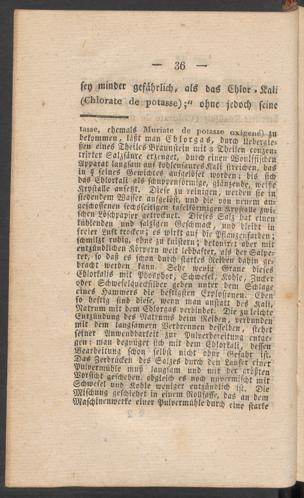 — 36 —
sey minder gefährlich, als das Chlor-Kali
(Chlorate de potasse);“ ohne jedoch seine
tasse, ehemals Muriate de potasse oxigené) zu
bekommen, läßt man Chlorgas, durch Uebergie-
ßen eines Theiles Braunstein mit 3 Theilen conzen-
trirter Salzsäure erzeugt, durch einen Woulfischen
Apparat langsam auf kohlensaures Kali streichen, das
in 6 seines Gewichtes aufgelöset worden; bis sich
das Chlorkali als schuppenförmige, glänzende, weiße
Krystalle ansetzt. Diese zu reinigen, werden sie in
siedendem Wasser aufgelöst, und die von neuem an-
geschossenen sechsseitigen tafelförmigen Krystalle zwi-
schen Löschpapier getrocknet. Dieses Salz hat einen
kühlenden und salzigen Geschmack, und bleibt in
freier Luft trocken; es wirkt auf die Pflanzenfarben;
schmilzt ruhig, ohne zu knistern; detonirt aber mit
entzündlichen Körpern weit lebhafter, als der Salpe-
ter, so daß es schon durch starkes Reiben dahin ge-
bracht werden kann. Sehr wenig Grane dieses
Chlorkalis mit Phosphor, Schwefel, Kohle, Zucker
oder Schwefelquecksilber geben unter dem Schlage
eines Hammers die heftigsten Explosionen. Eben
so heftig sind diese, wenn man anstatt des Kali,
Natrum mit dem Chlorgas verbindet. Die zu leichte
Entzündung des Natrums beim Reiben, verbunden
mit dem langsamern Verbrennen desselben, stehet
seiner Anwendbarkeit zur Pulverbereitung entge-
gen: man begnüget sich mit dem Chlorkali, dessen
Bearbeitung schon selbst nicht ohne Gefahr ist.
Das Zerdrücken des Salzes durch den Läufer einer
Pulvermühle muß langsam und mit der größten
Vorsicht geschehen, obgleich es noch unvermischt mit
Schwefel und Kohle weniger entzündlich ist. Die
Mischung geschiehet in einem Rollfasse, das an dem
Maschinenwerke einer Pulvermühle durch eine starke